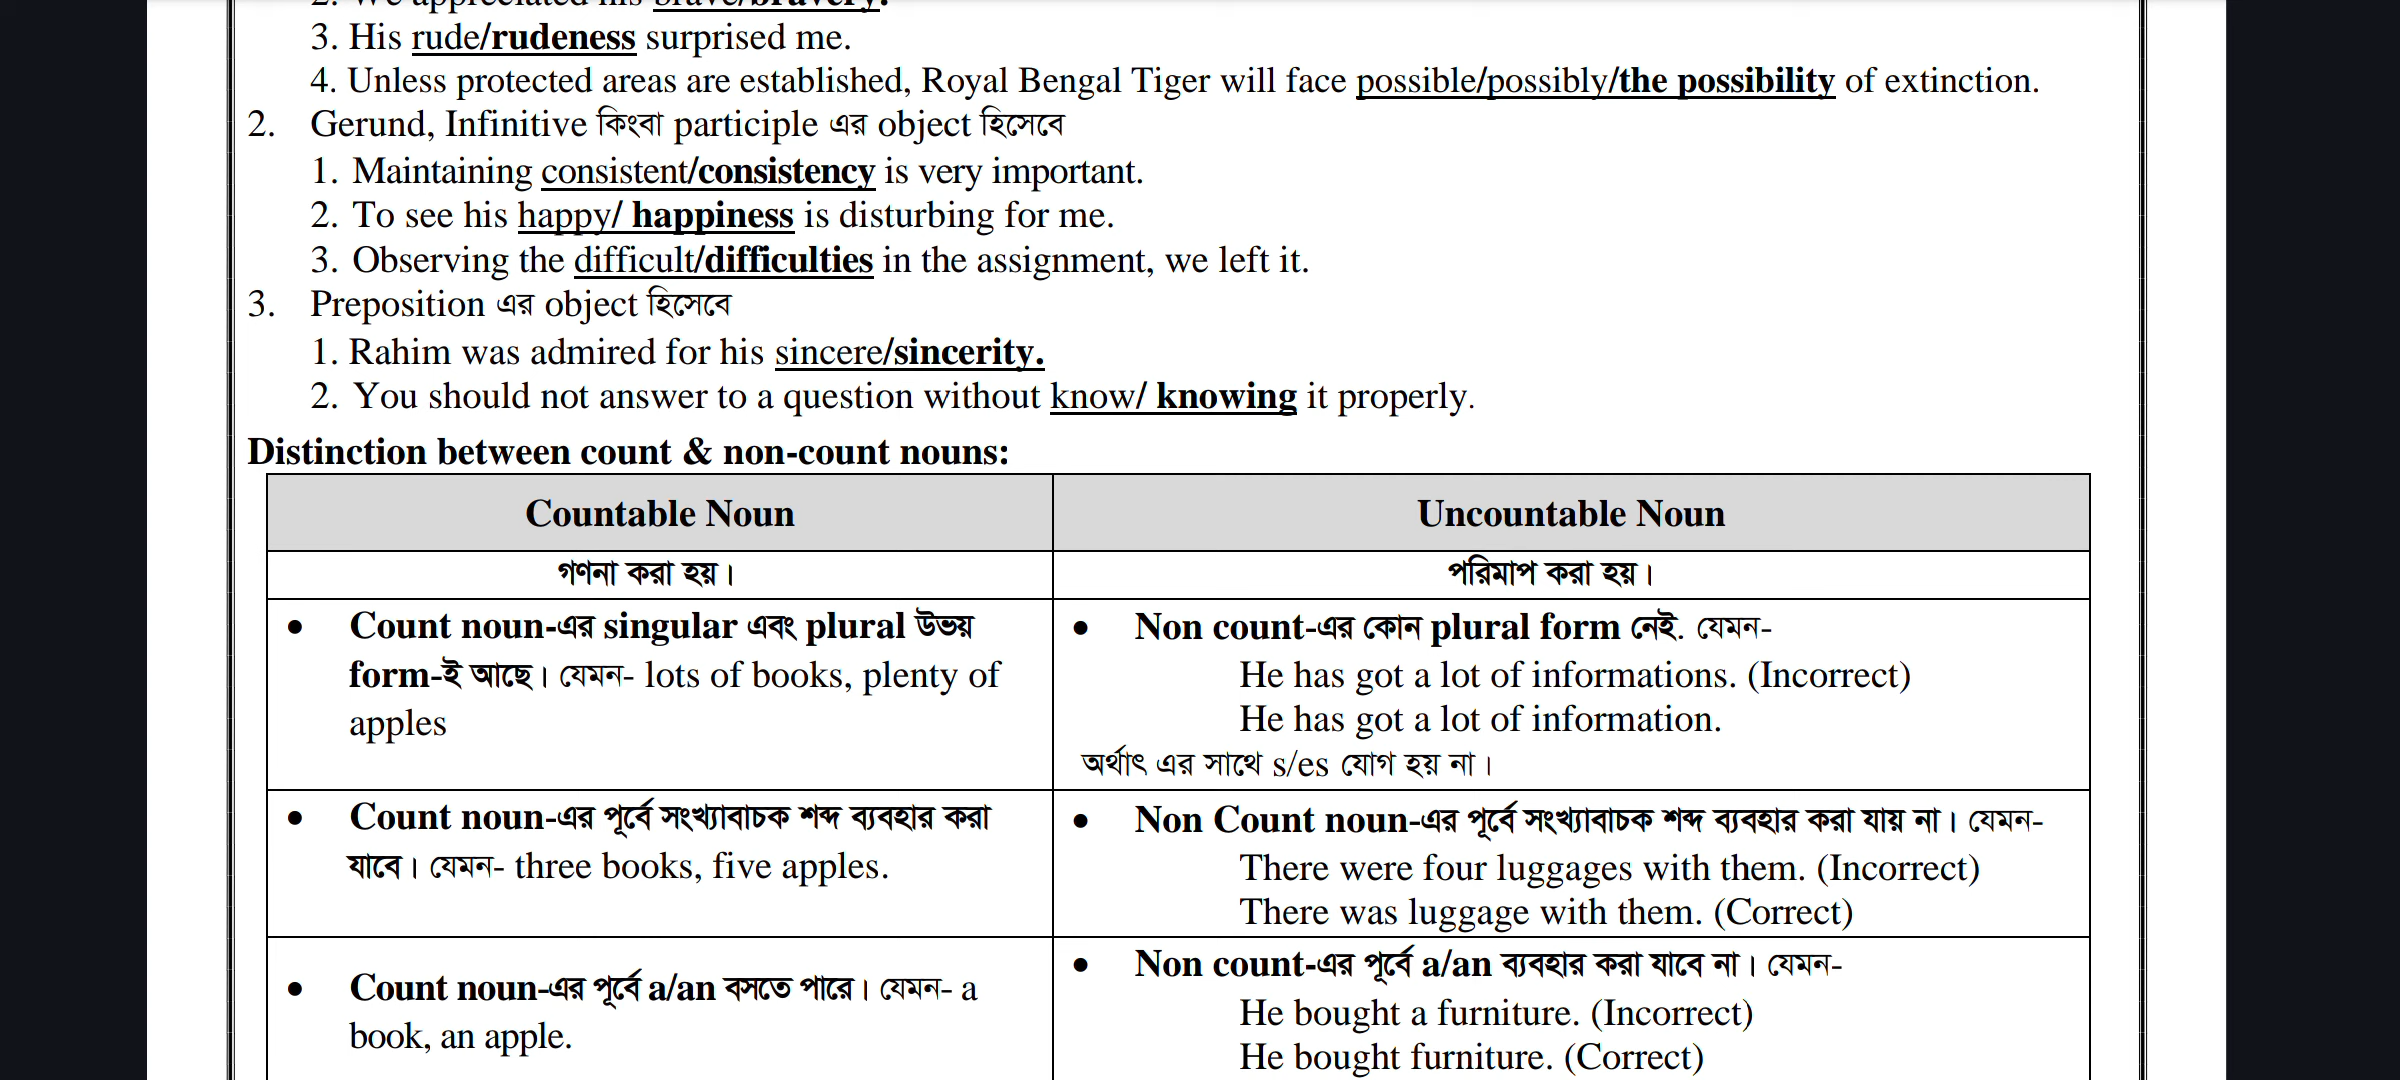 2. We appreciated his brave/bravery.
3. His rude/rudeness surprised me.
4. Unless protected areas are established, Royal Bengal Tiger will face possible/possibly/the possibility of extinction.
2. Gerund, Infinitive কিংবা participle এর object হিসেবে
1. Maintaining consistent/consistency is very important.
2. To see his happy/ happiness is disturbing for me.
3. Observing the difficult/difficulties in the assignment, we left it.
3. Preposition এর object হিসেবে
1. Rahim was admired for his sincere/sincerity.
2. You should not answer to a question without know/ knowing it properly.
Distinction between count & non-count nouns:
Countable Noun
Uncountable Noun
গণনা করা হয়।
পরিমাপ করা হয়।
• Count noun-এর singular এবং plural উভয়
form-ই আছে। যেমন- lots of books, plenty of
apples
• Non count-এর কোন plural form নেই. যেমন-
He has got a lot of informations. (Incorrect)
He has got a lot of information.
অর্থাৎ এর সাথে s/es যোগ হয় না।
• Count noun-এর পূর্বে সংখ্যাবাচক শব্দ ব্যবহার করা
যাবে। যেমন- three books, five apples.
• Non Count noun-এর পূর্বে সংখ্যাবাচক শব্দ ব্যবহার করা যায় না। যেমন-
There were four luggages with them. (Incorrect)
There was luggage with them. (Correct)
• Count noun-এর পূর্বে a/an বসতে পারে। যেমন- a
book, an apple.
• Non count-এর পূর্বে a/an ব্যবহার করা যাবে না। যেমন-
He bought a furniture. (Incorrect)
He bought furniture. (Correct)